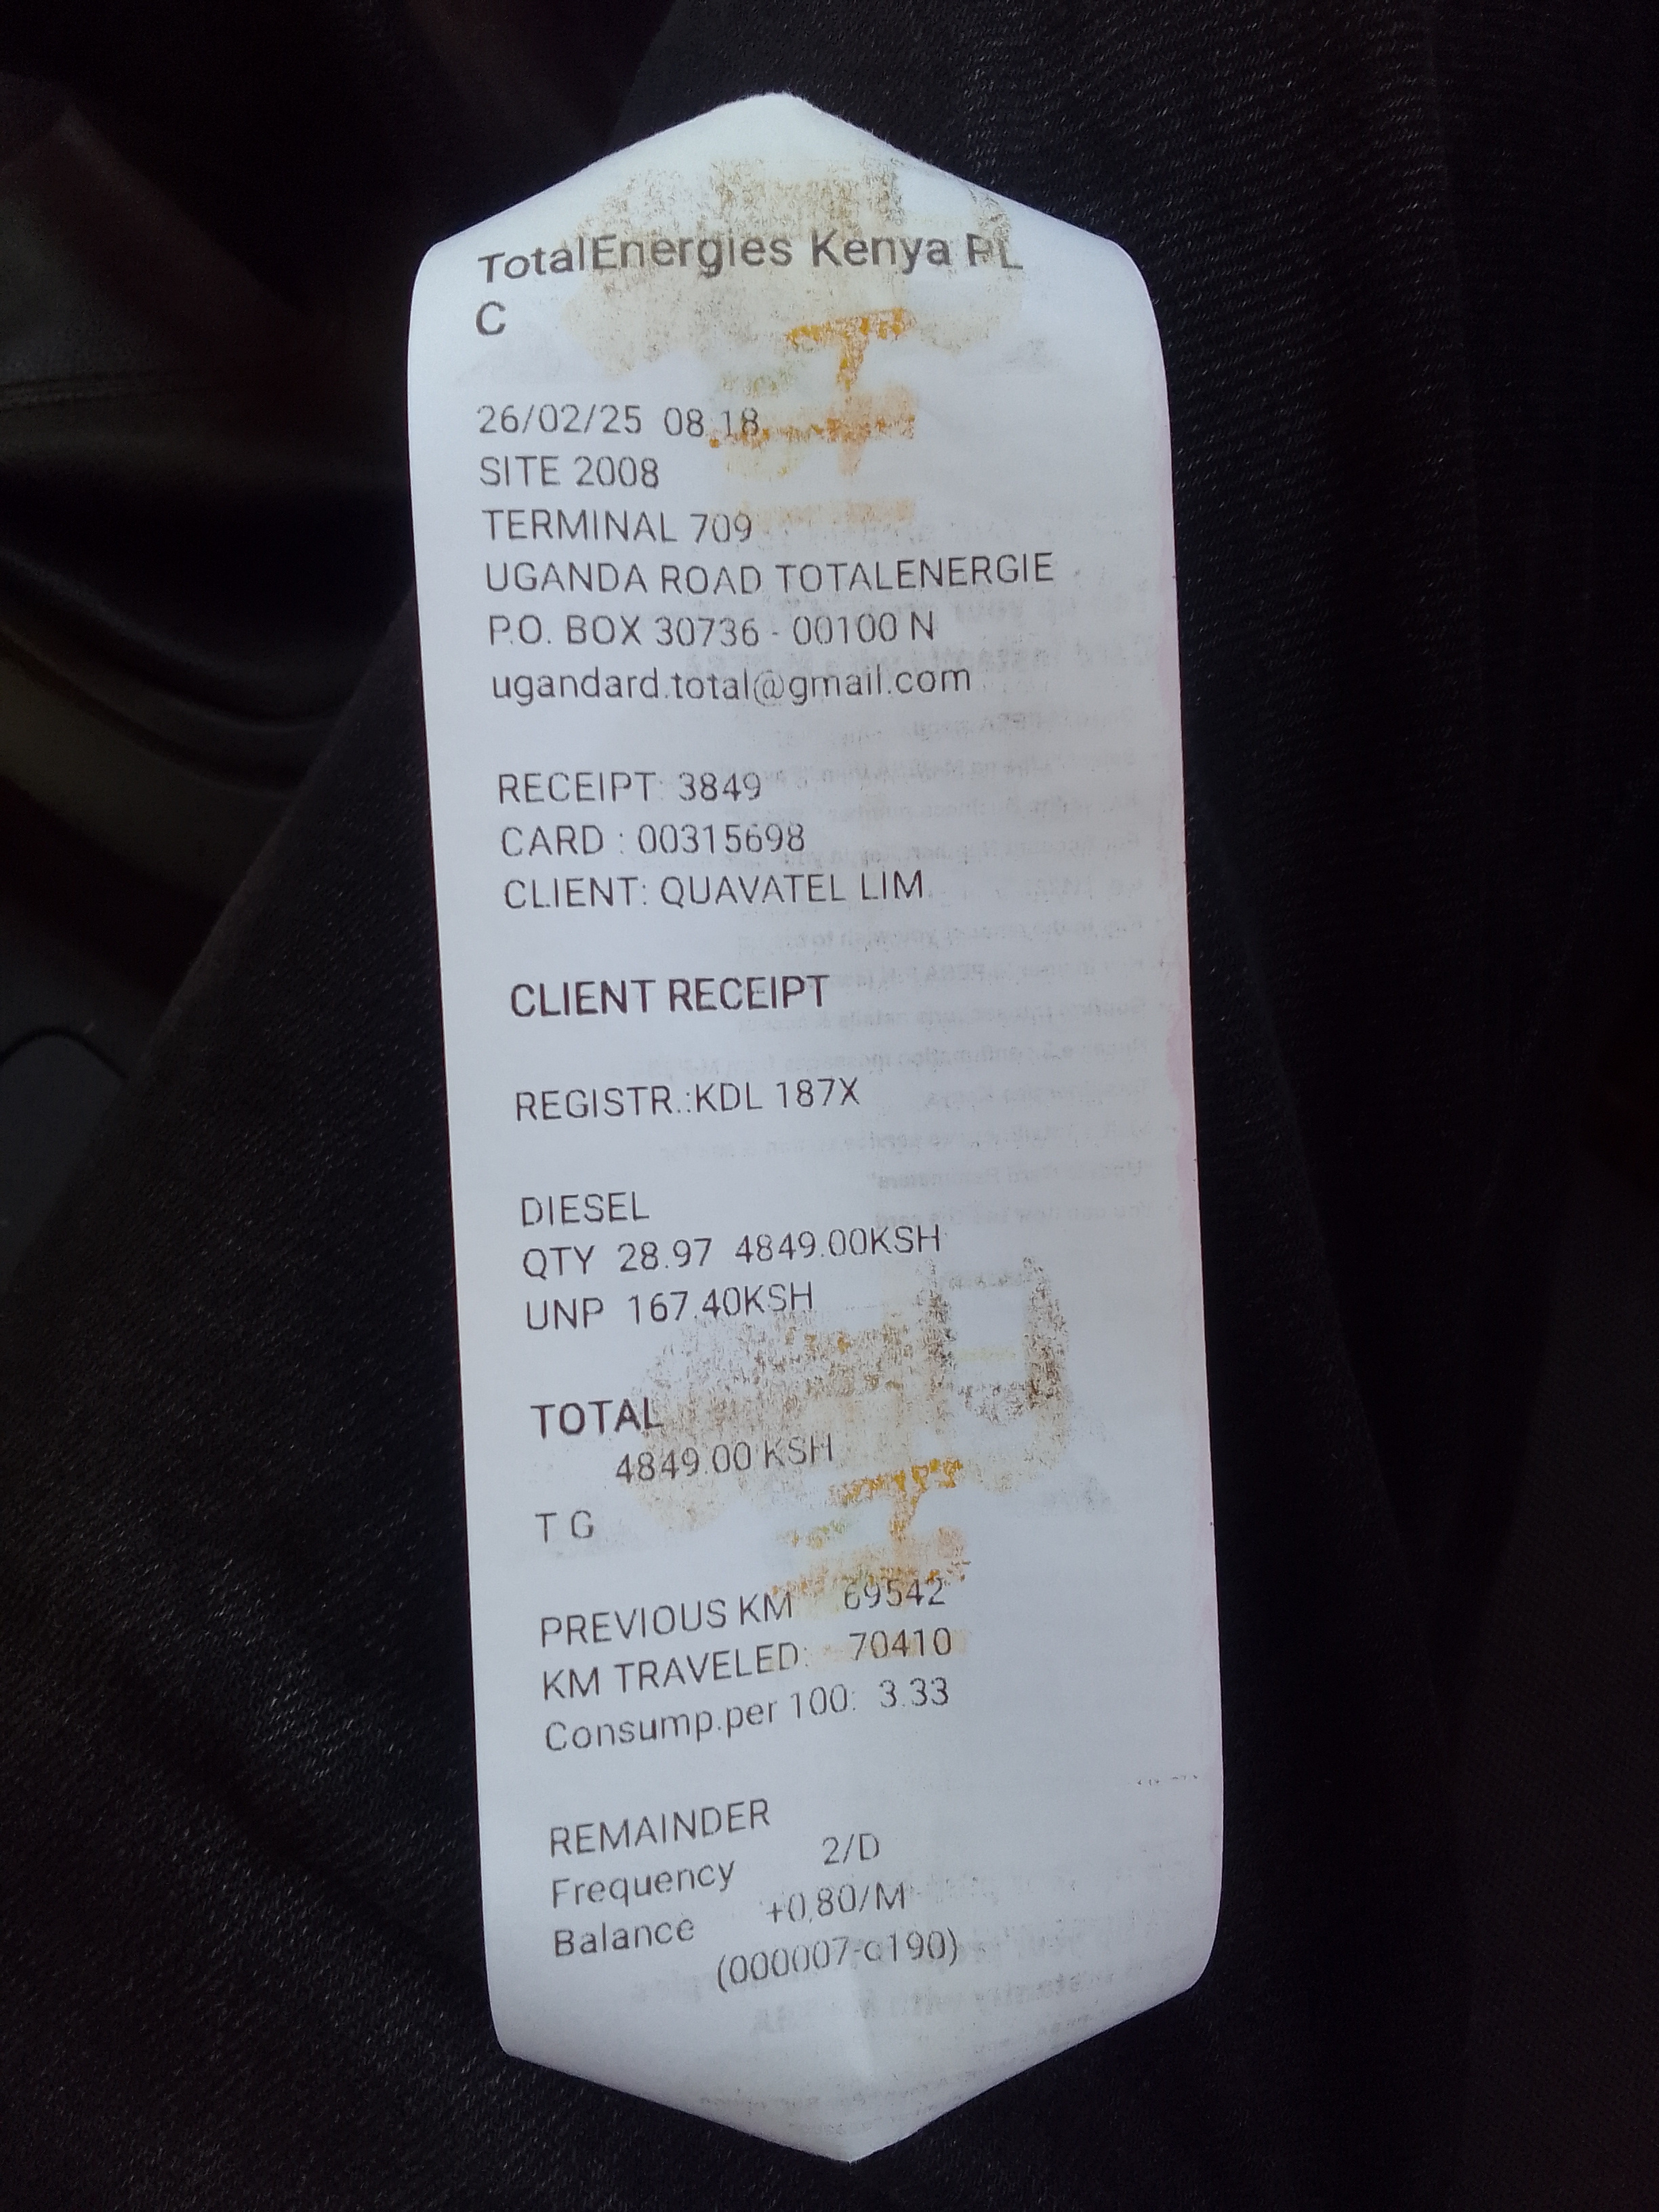 TotalEnergies Kenya PL
C
26/02/25 08:18
SITE 2008
TERMINAL 709
UGANDA ROAD TOTALENERGIE
P.O. BOX 30736 - 00100 N
ugandard.total@gmail.com
RECEIPT: 3849
CARD : 00315698
CLIENT: QUAVATEL LIM
CLIENT RECEIPT
REGISTR.:KDL 187X
DIESEL
QTY 28.97 4849.00KSH
UNP 167.40KSH
TOTAL
4849.00 KSH
T G
PREVIOUS KM 69542
KM TRAVELED: 70410
Consump.per 100: 3.33
REMAINDER
Frequency 2/D
Balance +0.80/M